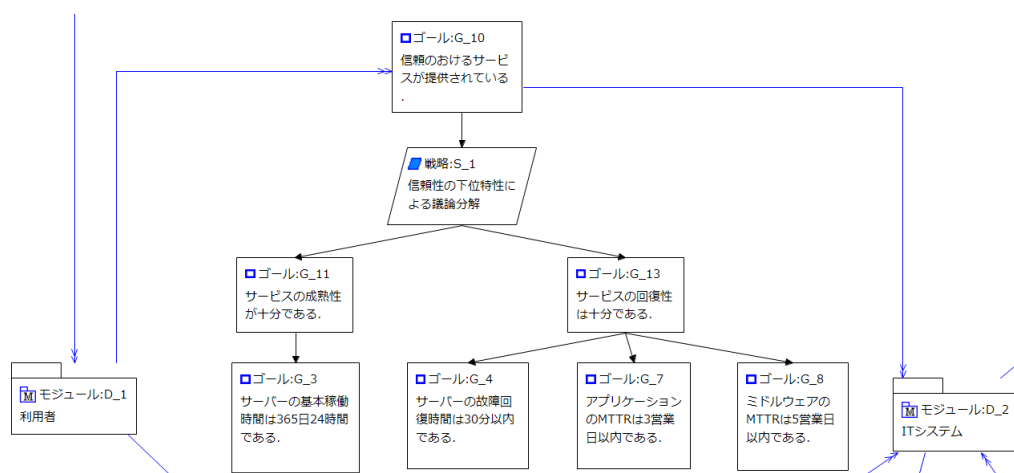 ゴール:G_10
信頼のおけるサービ
スが提供されている
.
戦略:S_1
信頼性の下位特性に
よる議論分解
ゴール:G_11
サービスの成熟性
が十分である.
ゴール:G_13
サービスの回復性
は十分である.
M モジュール:D_1
利用者
ゴール:G_3
サーバーの基本稼働
時間は365日24時間
である.
ゴール:G_4
サーバーの故障回
復時間は30分以内
である.
ゴール:G_7
アプリケーション
のMTTRは3営業
日以内である.
ゴール:G_8
ミドルウェアの
MTTRは5営業日
以内である.
M モジュール:D_2
ITシステム